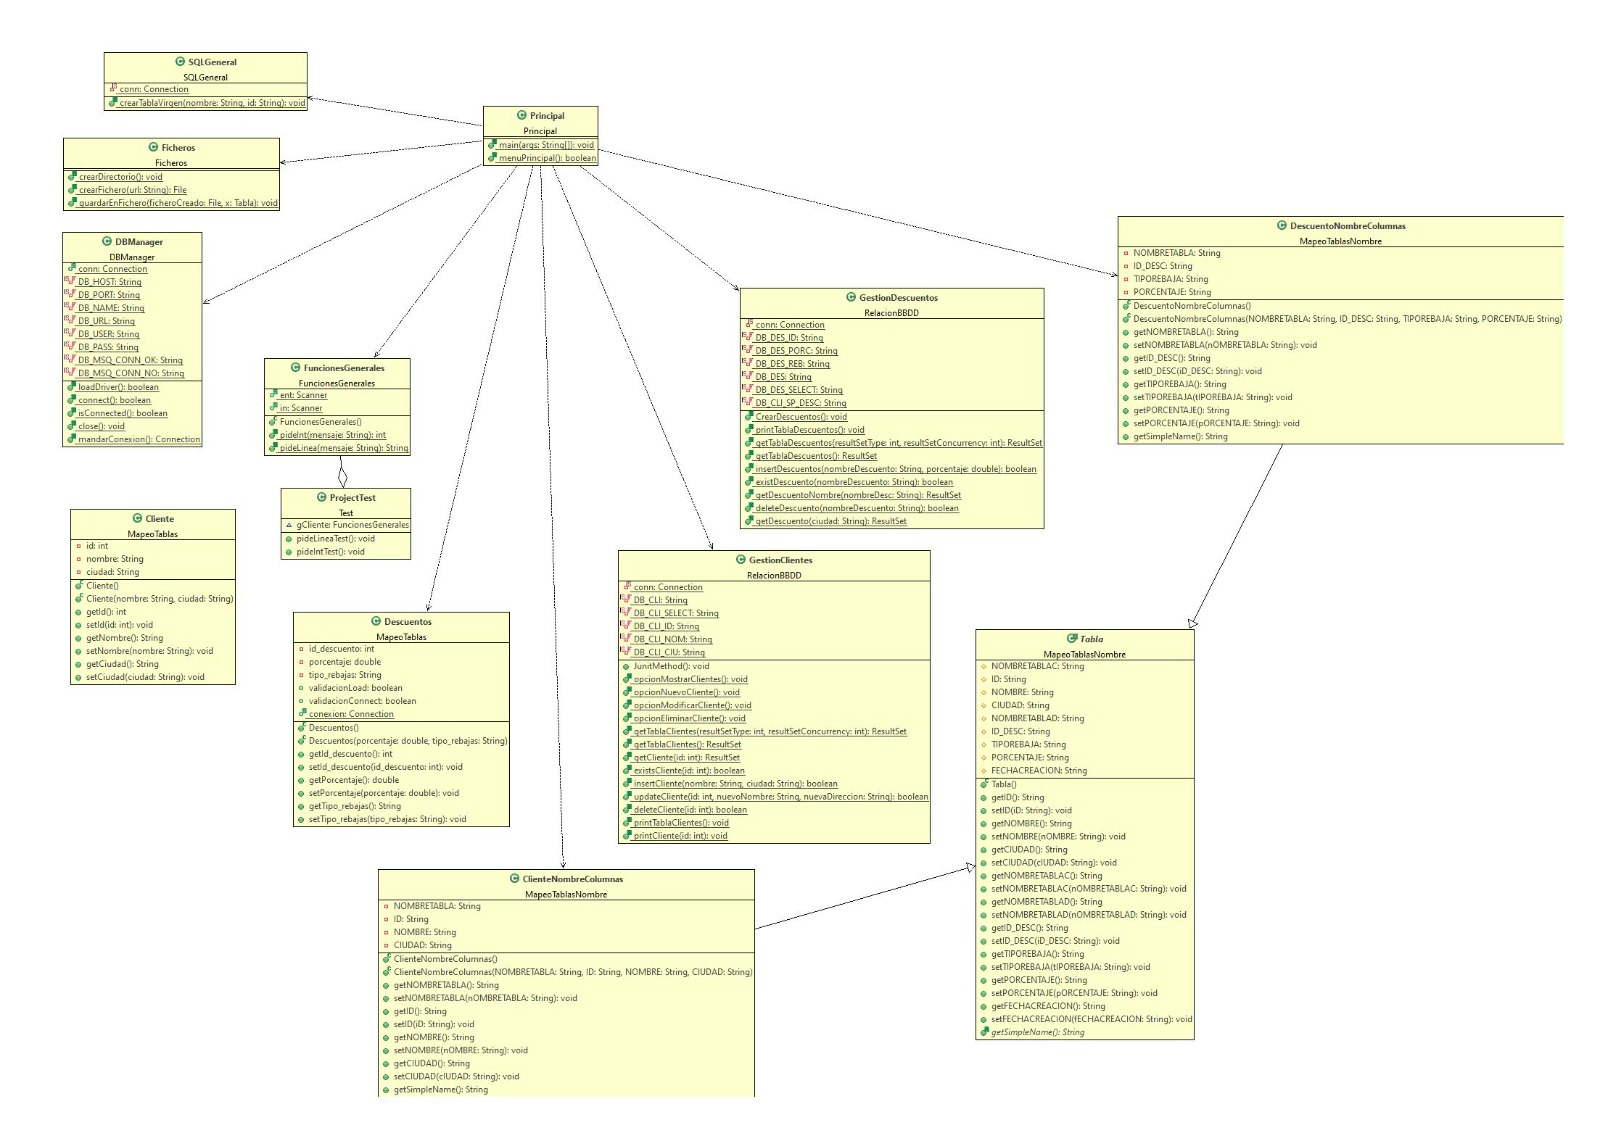 SQLGeneral
SQLGeneral
conn: Connection
crearTablaVirgen(nombre: String, id: String): void
Principal
Principal
main(args: String[]): void
menuPrincipal(): boolean
Ficheros
Ficheros
crearDirectorio(): void
crearFichero(url: String): File
guardarEnFichero(ficheroCreado: File, x: Tabla): void
DBManager
DBManager
conn: Connection
DB_HOST: String
DB_PORT: String
DB_NAME: String
DB_URL: String
DB_USER: String
DB_PASS: String
DB_MSQ_CONN_OK: String
DB_MSQ_CONN_NO: String
loadDriver(): boolean
connect(): boolean
isConnected(): boolean
close(): void
mandarConexion(): Connection
DescuentoNombreColumnas
MapeoTablasNombre
NOMBRETABLA: String
ID_DESC: String
TIPOREBAJA: String
PORCENTAJE: String
DescuentoNombreColumnas()
DescuentoNombreColumnas(NOMBRETABLA: String, ID_DESC: String, TIPOREBAJA: String, PORCENTAJE: String)
getNOMBRETABLA(): String
setNOMBRETABLA(nOMBRETABLA: String): void
getID_DESC(): String
setID_DESC(iD_DESC: String): void
getTIPOREBAJA(): String
setTIPOREBAJA(tIPOREBAJA: String): void
getPORCENTAJE(): String
setPORCENTAJE(pORCENTAJE: String): void
getSimpleName(): String
GestionDescuentos
RelacionBBDD
conn: Connection
DB_DES_ID: String
DB_DES_PORC: String
DB_DES_REB: String
DB_DES: String
DB_DES_SELECT: String
DB_CLI_SP_DESC: String
CrearDescuentos(): void
printTablaDescuentos(): void
getTablaDescuentos(resultSetType: int, resultSetConcurrency: int): ResultSet
getTablaDescuentos(): ResultSet
insertDescuentos(nombreDescuento: String, porcentaje: double): boolean
existDescuento(nombreDescuento: String): boolean
getDescuentoNombre(nombreDesc: String): ResultSet
deleteDescuento(nombreDescuento: String): boolean
getDescuento(ciudad: String): ResultSet
FuncionesGenerales
FuncionesGenerales
ent: Scanner
in: Scanner
FuncionesGenerales()
pideInt(mensaje: String): int
pideLinea(mensaje: String): String
ProjectTest
Test
gCliente: FuncionesGenerales
pideLineaTest(): void
pideIntTest(): void
Cliente
MapeoTablas
id: int
nombre: String
ciudad: String
Cliente()
Cliente(nombre: String, ciudad: String)
getId(): int
setId(id: int): void
getNombre(): String
setNombre(nombre: String): void
getCiudad(): String
setCiudad(ciudad: String): void
Descuentos
MapeoTablas
id_descuento: int
porcentaje: double
tipo_rebajas: String
validacionLoad: boolean
validacionConnect: boolean
conexion: Connection
Descuentos()
Descuentos(porcentaje: double, tipo_rebajas: String)
getId_descuento(): int
setId_descuento(id_descuento: int): void
getPorcentaje(): double
setPorcentaje(porcentaje: double): void
getTipo_rebajas(): String
setTipo_rebajas(tipo_rebajas: String): void
GestionClientes
RelacionBBDD
conn: Connection
DB_CLI: String
DB_CLI_SELECT: String
DB_CLI_ID: String
DB_CLI_NOM: String
DB_CLI_CIU: String
JunitMethod(): void
opcionMostrarClientes(): void
opcionNuevoCliente(): void
opcionModificarCliente(): void
opcionEliminarCliente(): void
getTablaClientes(resultSetType: int, resultSetConcurrency: int): ResultSet
getTablaClientes(): ResultSet
getCliente(id: int): ResultSet
existsCliente(id: int): boolean
insertCliente(nombre: String, ciudad: String): boolean
updateCliente(id: int, nuevoNombre: String, nuevaDireccion: String): boolean
deleteCliente(id: int): boolean
printTablaClientes(): void
printCliente(id: int): void
Tabla
MapeoTablasNombre
NOMBRETABLAC: String
ID: String
NOMBRE: String
CIUDAD: String
NOMBRETABLAD: String
ID_DESC: String
TIPOREBAJA: String
PORCENTAJE: String
FECHACREACION: String
Tabla()
getID(): String
setID(iD: String): void
getNOMBRE(): String
setNOMBRE(nOMBRE: String): void
getCIUDAD(): String
setCIUDAD(cIUDAD: String): void
getNOMBRETABLAC(): String
setNOMBRETABLAC(nOMBRETABLAC: String): void
getNOMBRETABLAD(): String
setNOMBRETABLAD(nOMBRETABLAD: String): void
getID_DESC(): String
setID_DESC(iD_DESC: String): void
getTIPOREBAJA(): String
setTIPOREBAJA(tIPOREBAJA: String): void
getPORCENTAJE(): String
setPORCENTAJE(pORCENTAJE: String): void
getFECHACREACION(): String
setFECHACREACION(fECHACREACION: String): void
getSimpleName(): String
ClienteNombreColumnas
MapeoTablasNombre
NOMBRETABLA: String
ID: String
NOMBRE: String
CIUDAD: String
ClienteNombreColumnas()
ClienteNombreColumnas(NOMBRETABLA: String, ID: String, NOMBRE: String, CIUDAD: String)
getNOMBRETABLA(): String
setNOMBRETABLA(nOMBRETABLA: String): void
getID(): String
setID(iD: String): void
getNOMBRE(): String
setNOMBRE(nOMBRE: String): void
getCIUDAD(): String
setCIUDAD(cIUDAD: String): void
getSimpleName(): String